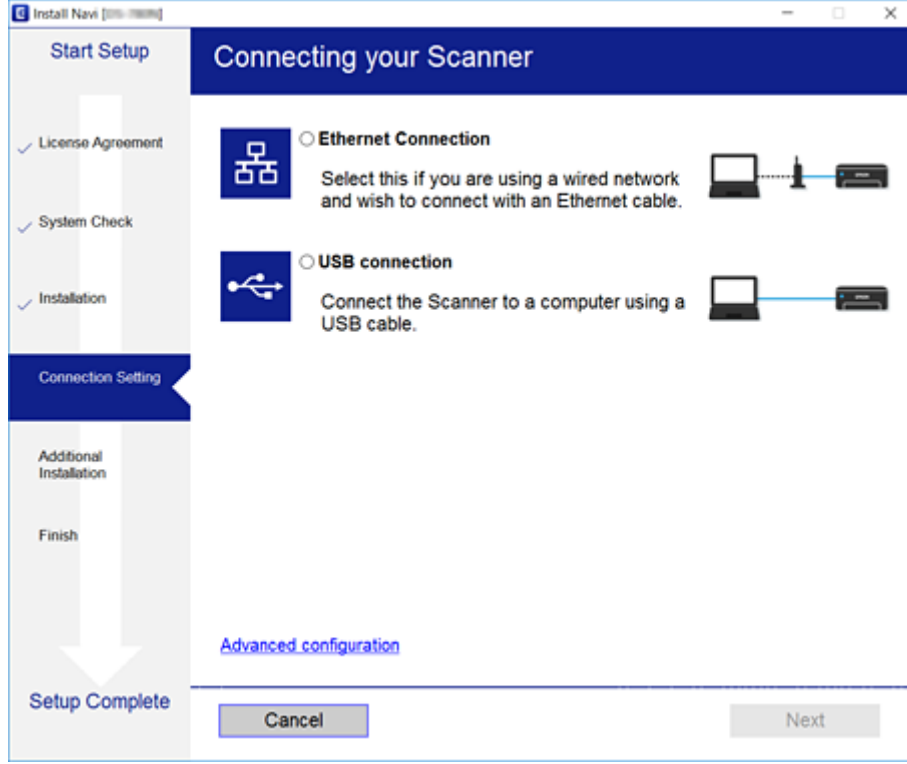 Install Navi
Start Setup
Connecting your Scanner
License Agreement
System Check
Installation
Connection Setting
Additional
Installation
Finish
Setup Complete
Ethernet Connection
Select this if you are using a wired network
and wish to connect with an Ethernet cable.
USB connection
Connect the Scanner to a computer using a
USB cable.
Advanced configuration
Cancel
Next